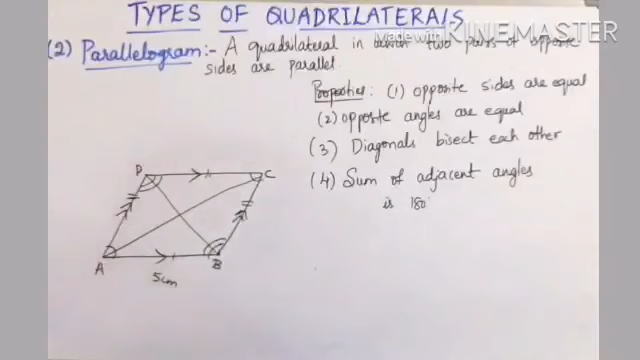 TYPES OF QUADRILATERALS
Made with KINEMASTER
(2) Parallelogram:- A quadrilateral in which two pairs of opposite
sides are parallel.
Properties: (1) opposite sides are equal
(2) opposite angles are equal
(3) Diagonals bisect each other
(4) Sum of adjacent angles
is 180
D C
A B
5cm